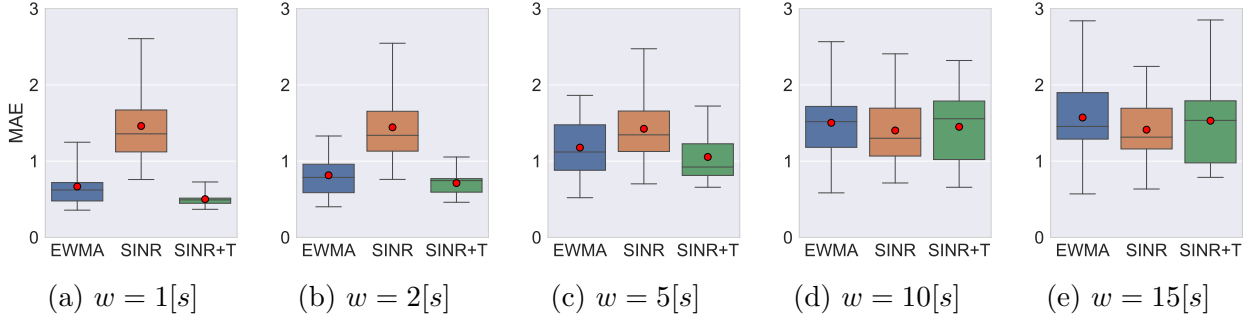 MAE
3
2
1
0
EWMA SINR SINR+T
(a) w = 1[s]
3
2
1
0
EWMA SINR SINR+T
(b) w = 2[s]
3
2
1
0
EWMA SINR SINR+T
(c) w = 5[s]
3
2
1
0
EWMA SINR SINR+T
(d) w = 10[s]
3
2
1
0
EWMA SINR SINR+T
(e) w = 15[s]